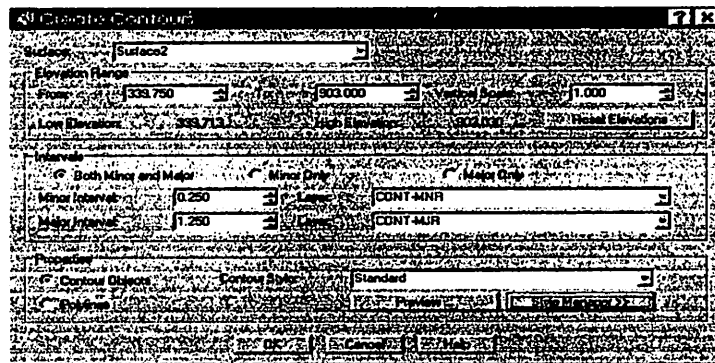 Create Contours
Surface: Surface2
Elevation Range
From: 339.750 To: 903.000 Vertical Scale: 1.000
Low Elevation: 339.713 High Elevation: Reset Elevations
Intervals
Both Minor and Major Minor Only Major Only
Minor Interval: 0.250 Layer: CONT-MNR
Major Interval: 1.250 Layer: CONT-MJR
Properties
Contour Objects Contour Style: Standard
Polylines Preview Style Manager >>
OK Cancel Help